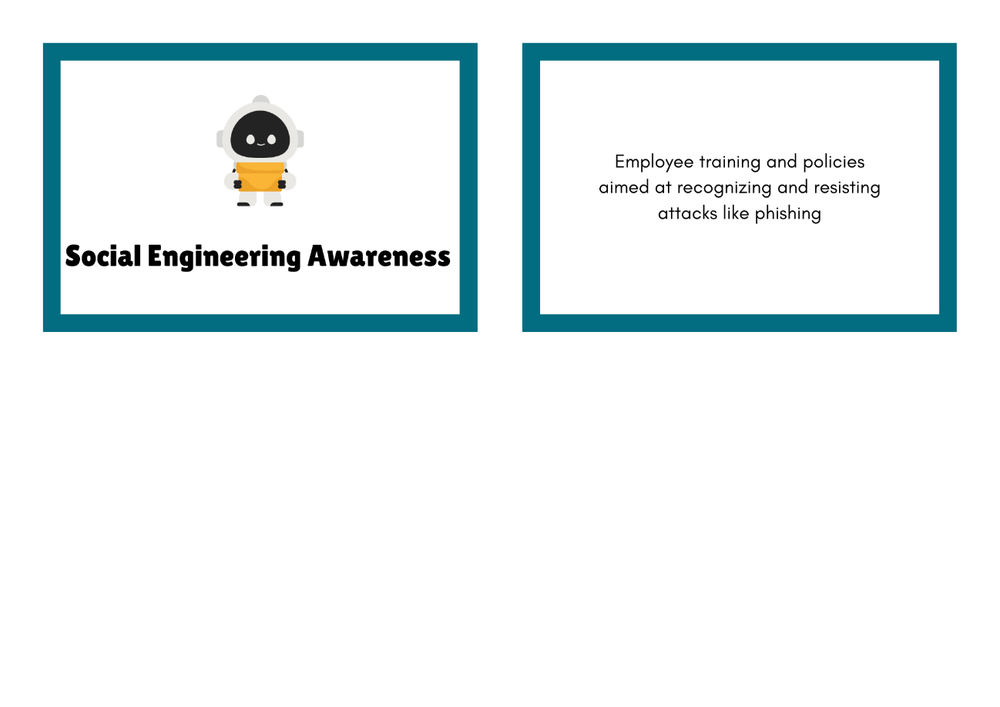 Social Engineering Awareness
Employee training and policies
aimed at recognizing and resisting
attacks like phishing